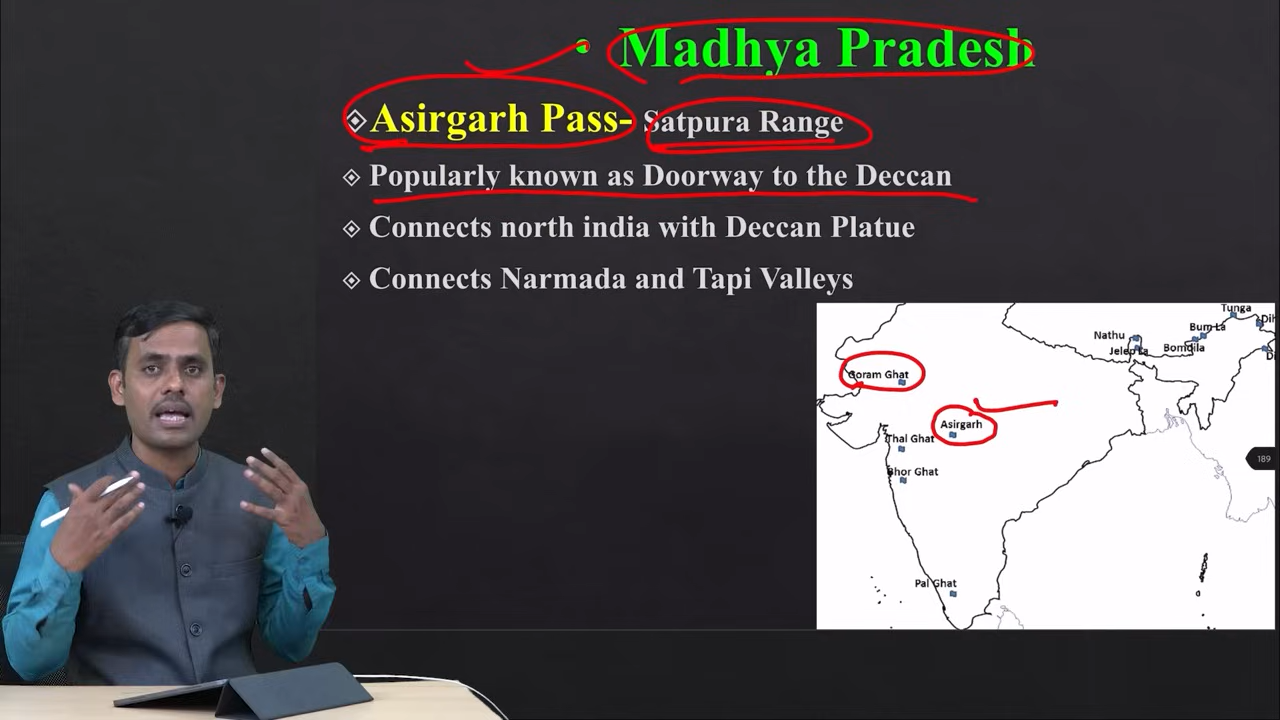 • Madhya Pradesh
Asirgarh Pass- Satpura Range
Popularly known as Doorway to the Deccan
Connects north india with Deccan Platue
Connects Narmada and Tapi Valleys
Tunga
Nathu
Bum La
Jelep La
Bomdila
Goram Ghat
Asirgarh
Thal Ghat
Bhor Ghat
189
Pal Ghat